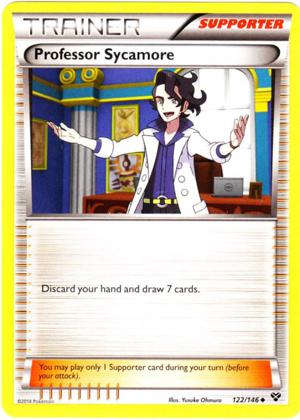 TRAINER
SUPPORTER
Professor Sycamore
Discard your hand and draw 7 cards.
You may play only 1 Supporter card during your turn (before
your attack).
©2014 Pokémon
Illus. Yusuke Ohmura
122/146